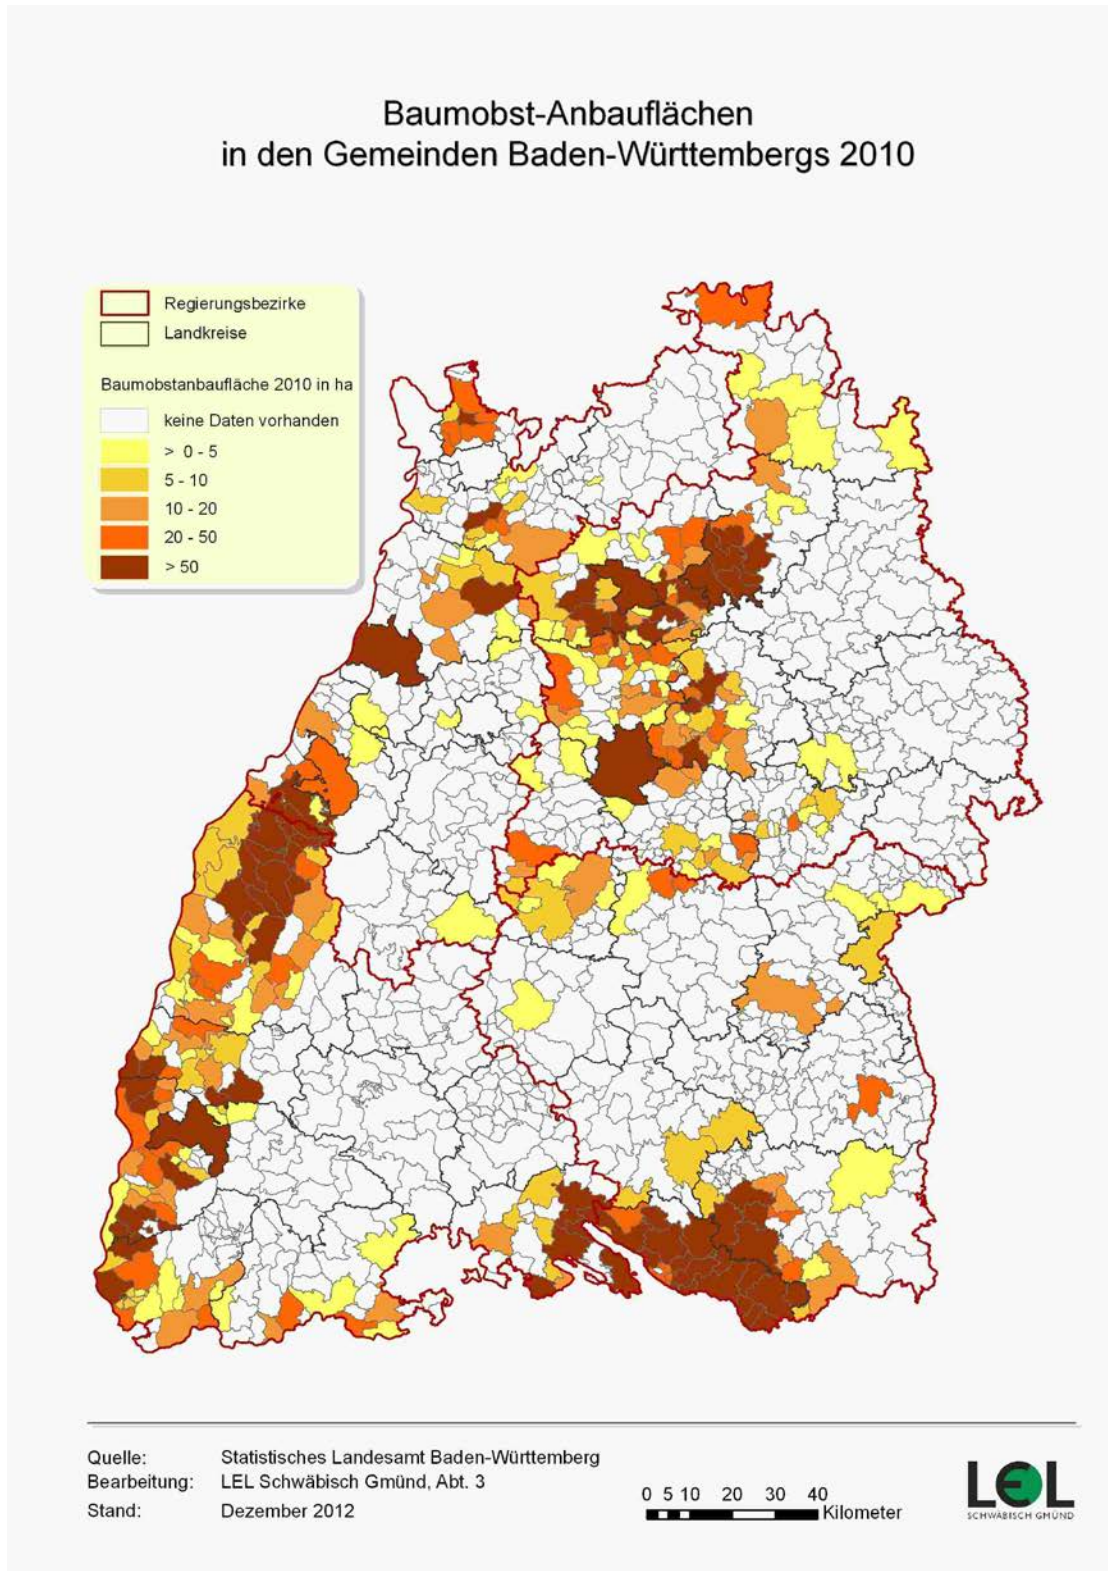 Baumobst-Anbauflächen
in den Gemeinden Baden-Württembergs 2010
Regierungsbezirke
Landkreise
Baumobstanbaufläche 2010 in ha
keine Daten vorhanden
> 0 - 5
5 - 10
10 - 20
20 - 50
> 50
Quelle: Statistisches Landesamt Baden-Württemberg
Bearbeitung: LEL Schwäbisch Gmünd, Abt. 3
Stand: Dezember 2012
0 5 10 20 30 40
Kilometer
LEL
SCHWÄBISCH GMÜND